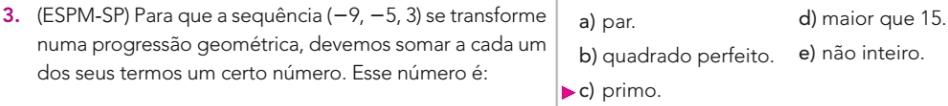 3. (ESPM-SP) Para que a sequência (−9, −5, 3) se transforme
numa progressão geométrica, devemos somar a cada um
dos seus termos um certo número. Esse número é:
a) par.
b) quadrado perfeito.
c) primo.
d) maior que 15.
e) não inteiro.